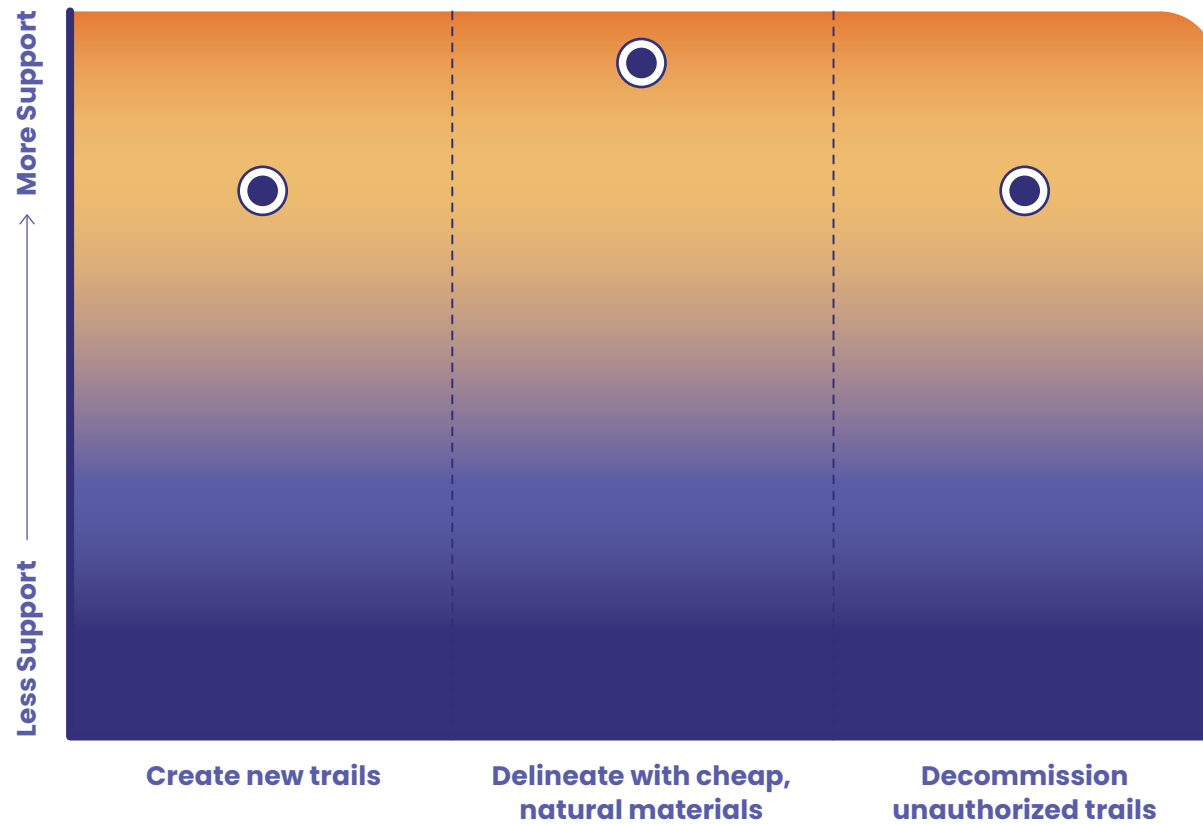 More Support
Less Support
Create new trails
Delineate with cheap,
natural materials
Decommission
unauthorized trails